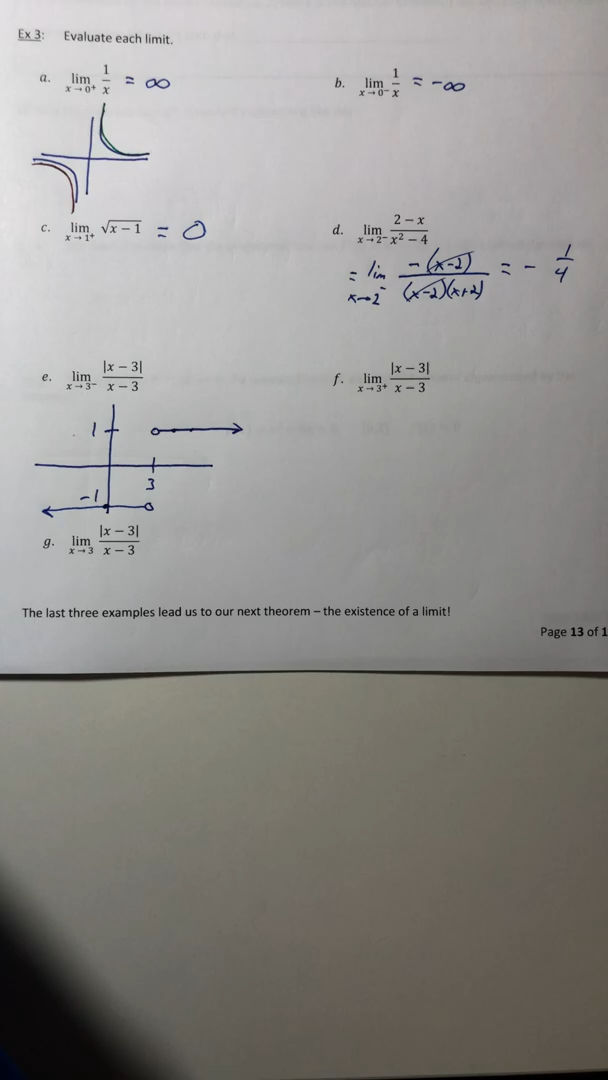 Ex 3: Evaluate each limit.
a. lim x→0⁺ 1/x = ∞
b. lim x→0⁻ 1/x = -∞
c. lim x→1⁺ √x − 1 = 0
d. lim x→2⁻ 2 − x / x² − 4
= lim x→2⁻ -(x-2) / (x-2)(x+2) = - 1/4
e. lim x→3⁻ |x − 3| / x − 3
f. lim x→3⁺ |x − 3| / x − 3
1
3
-1
g. lim x→3 |x − 3| / x − 3
The last three examples lead us to our next theorem – the existence of a limit!
Page 13 of 1